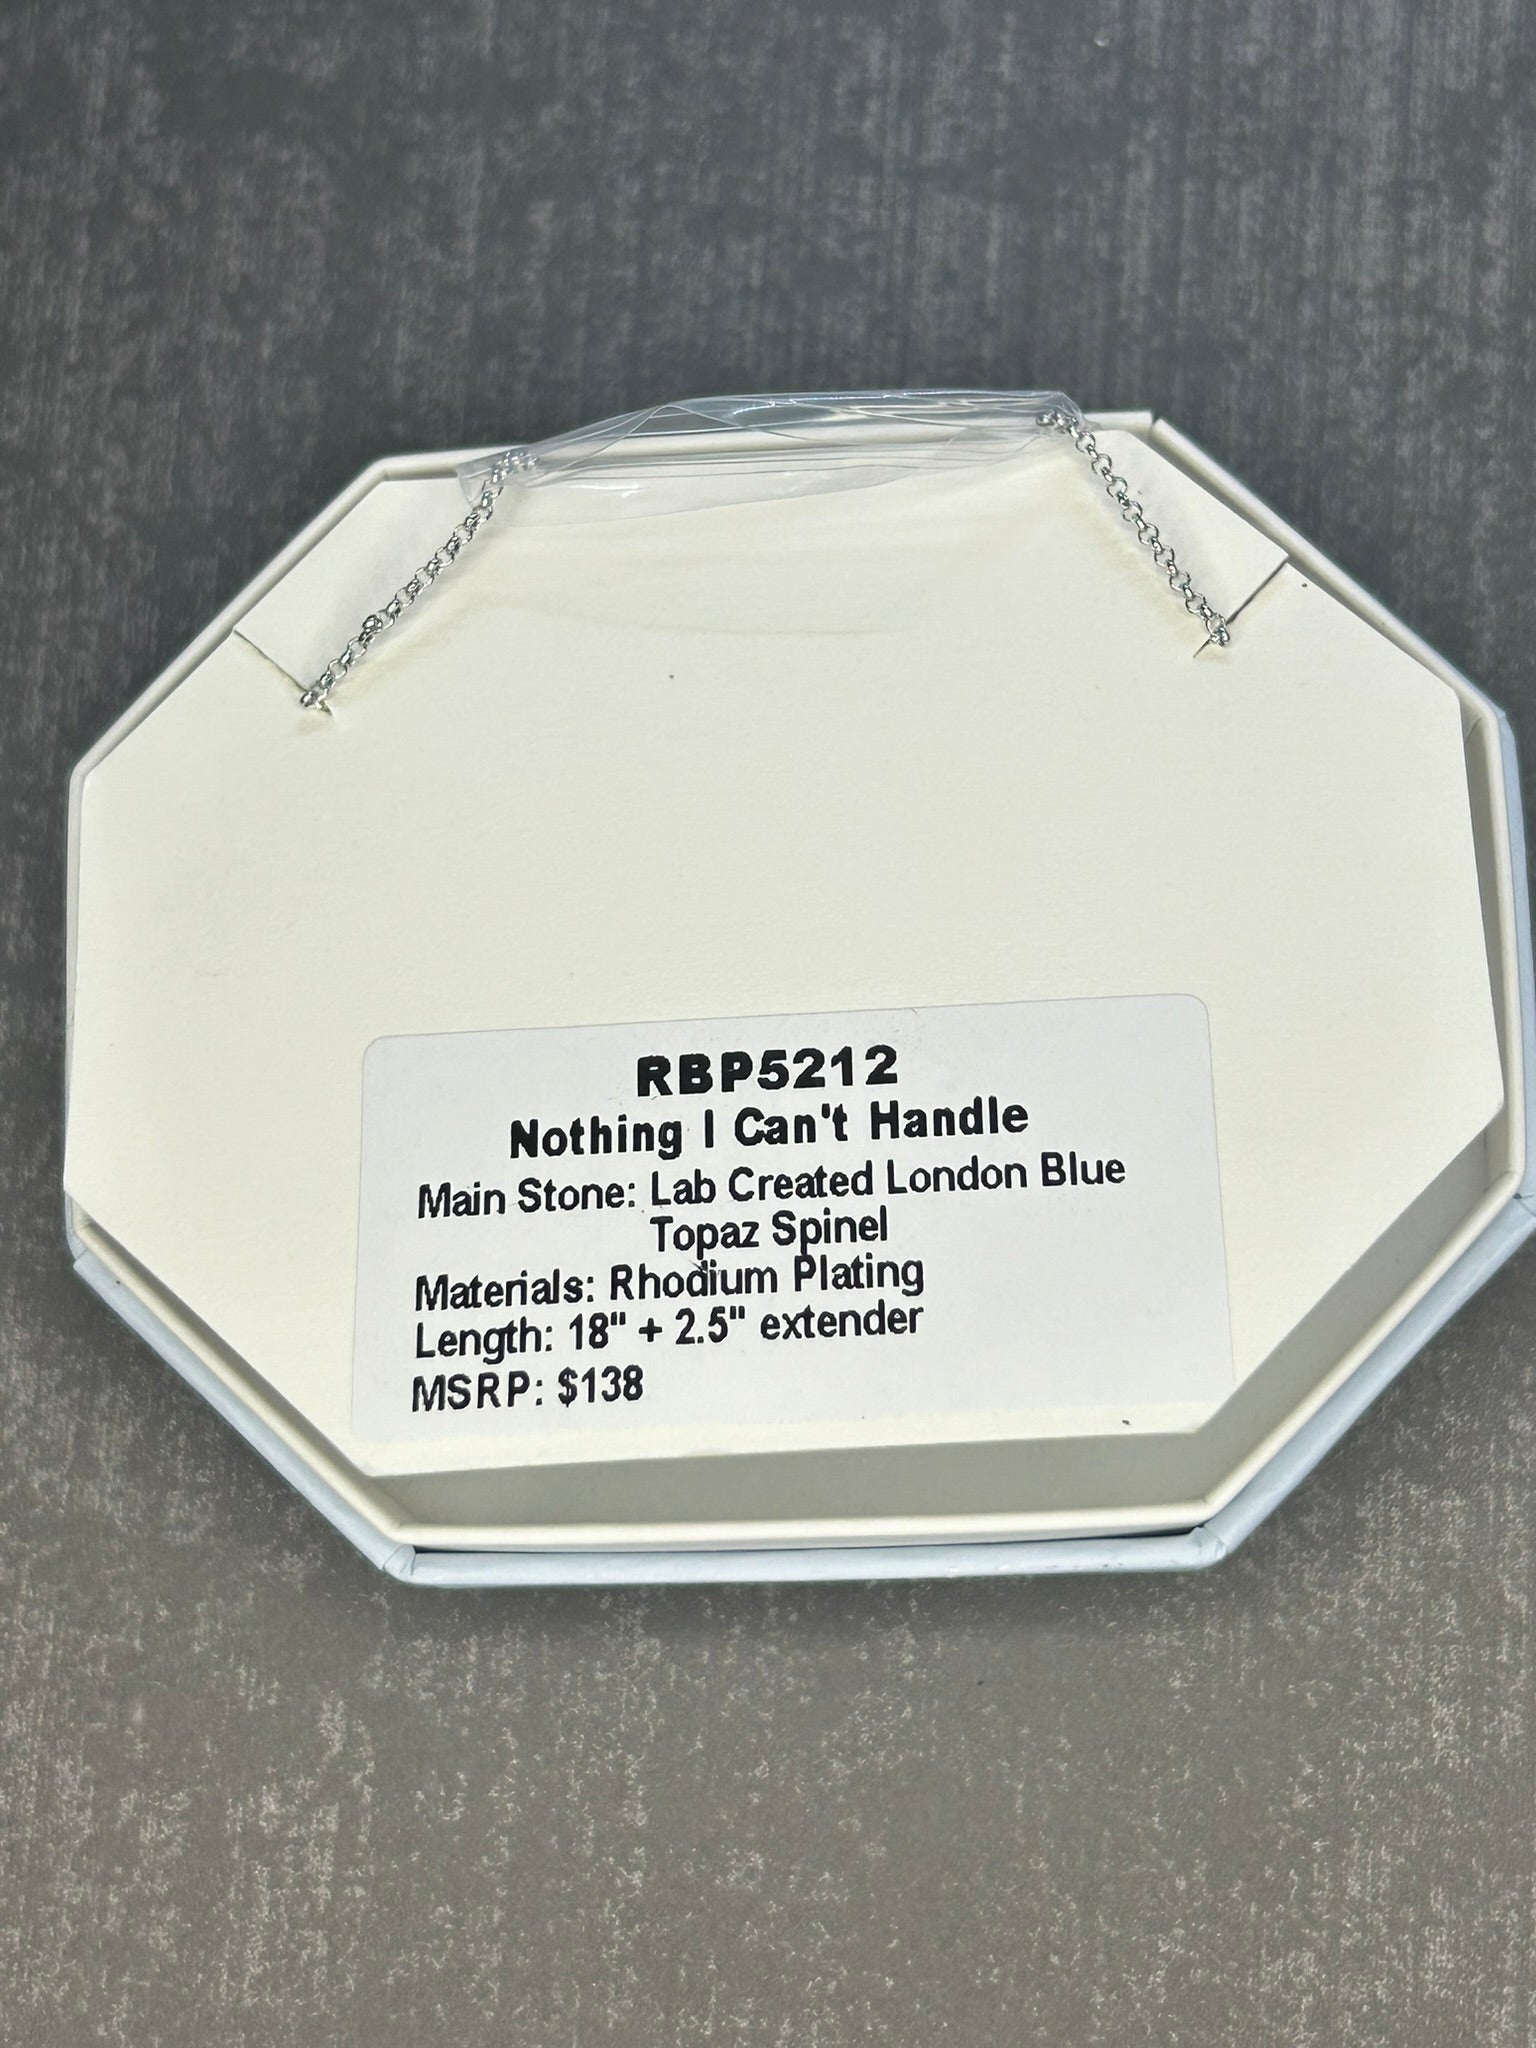 RBP5212
Nothing I Can't Handle
Main Stone: Lab Created London Blue
Topaz Spinel
Materials: Rhodium Plating
Length: 18" + 2.5" extender
MSRP: $138